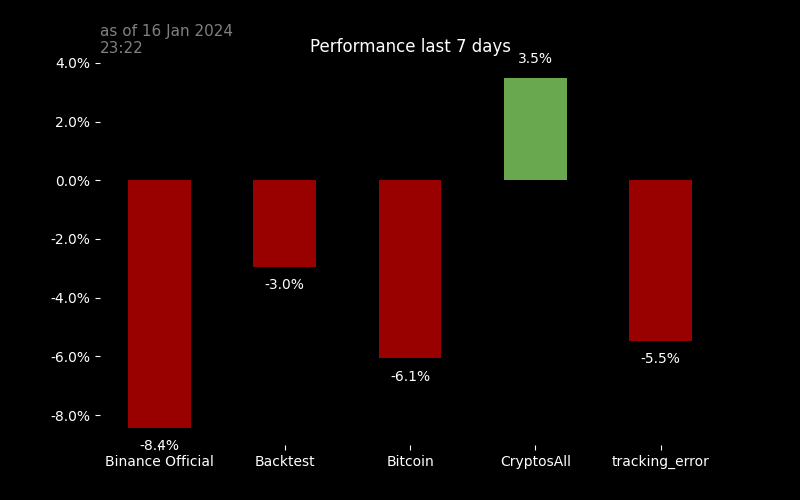 as of 16 Jan 2024
23:22
Performance last 7 days
4.0%
2.0%
0.0%
-2.0%
-4.0%
-6.0%
-8.0%
-8.4%
-3.0%
-6.1%
3.5%
-5.5%
Binance Official
Backtest
Bitcoin
CryptosAll
tracking_error